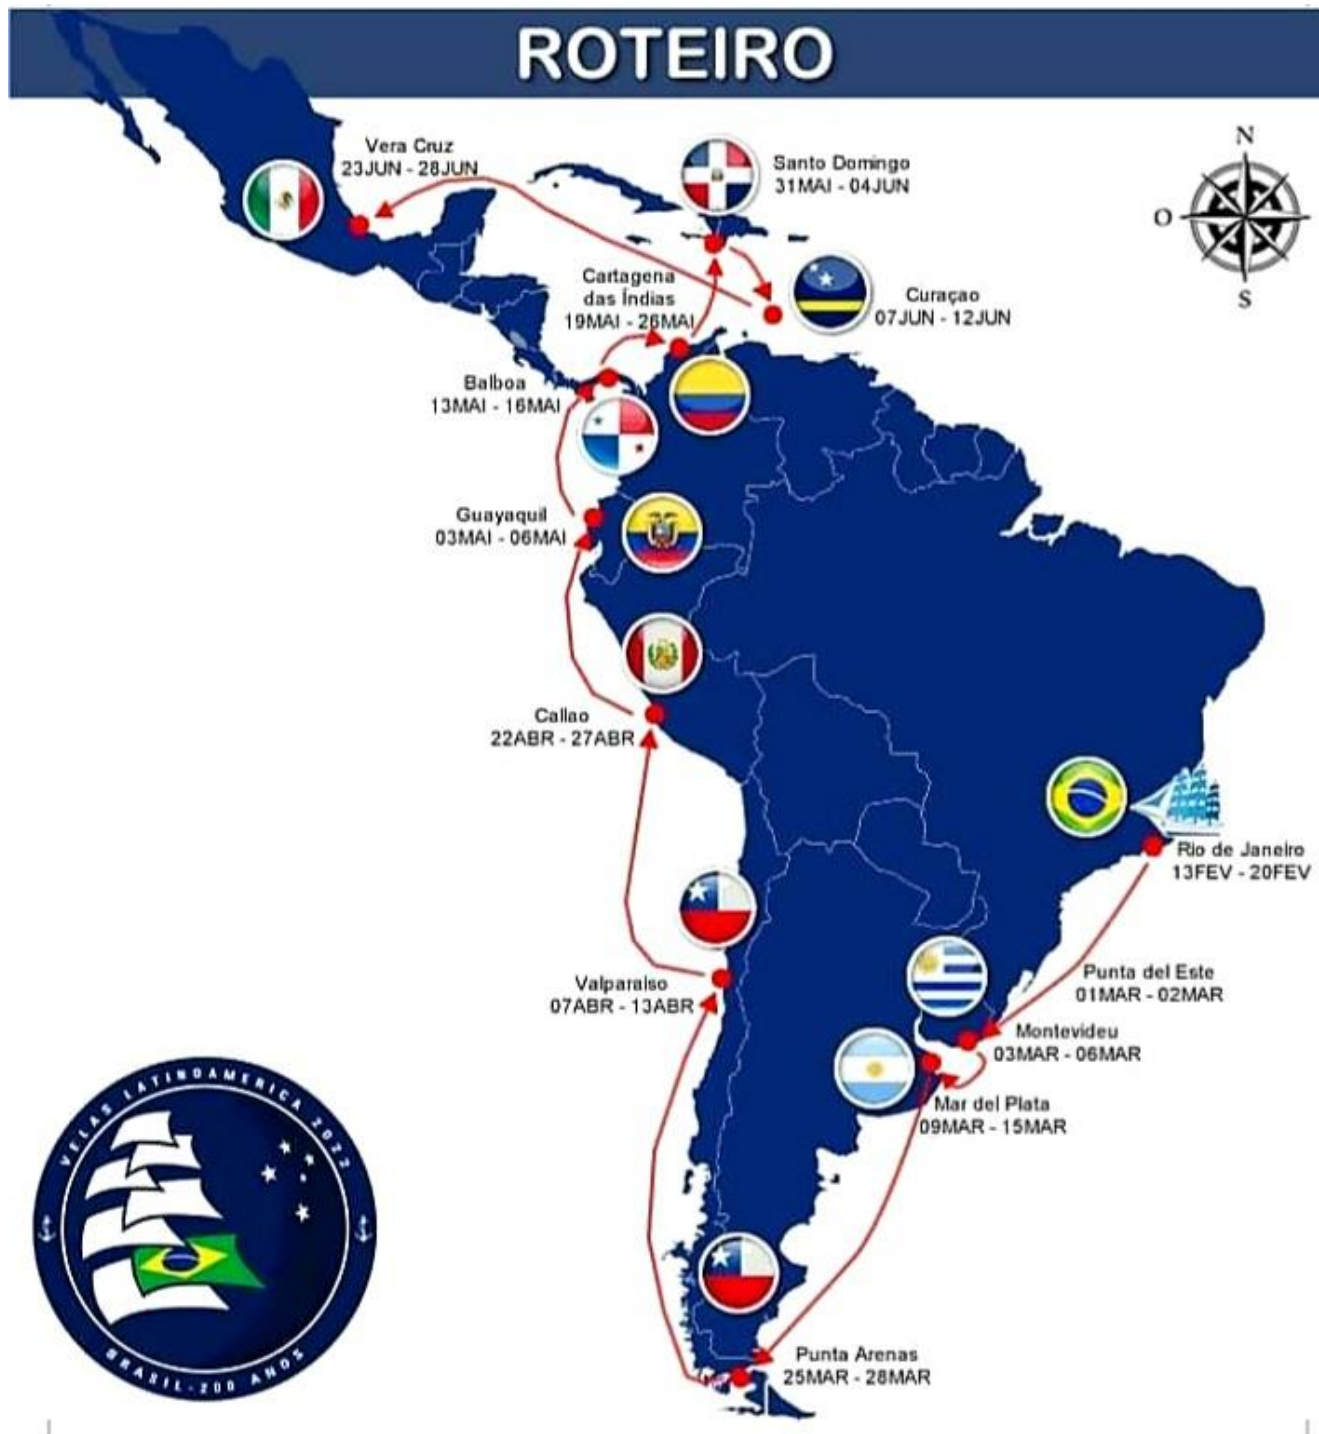 ROTEIRO
Vera Cruz
23JUN - 28JUN
Santo Domingo
31MAI - 04JUN
N
O
S
Cartagena
das Índias
19MAI - 26MAI
Curaçao
07JUN - 12JUN
Balboa
13MAI - 16MAI
Guayaquil
03MAI - 06MAI
Callao
22ABR - 27ABR
Rio de Janeiro
13FEV - 20FEV
Valparaíso
07ABR - 13ABR
Punta del Este
01MAR - 02MAR
Montevideu
03MAR - 06MAR
Mar del Plata
09MAR - 15MAR
Punta Arenas
25MAR - 28MAR
VELAS LATINOAMERICA 2022
BRASIL-200 ANOS